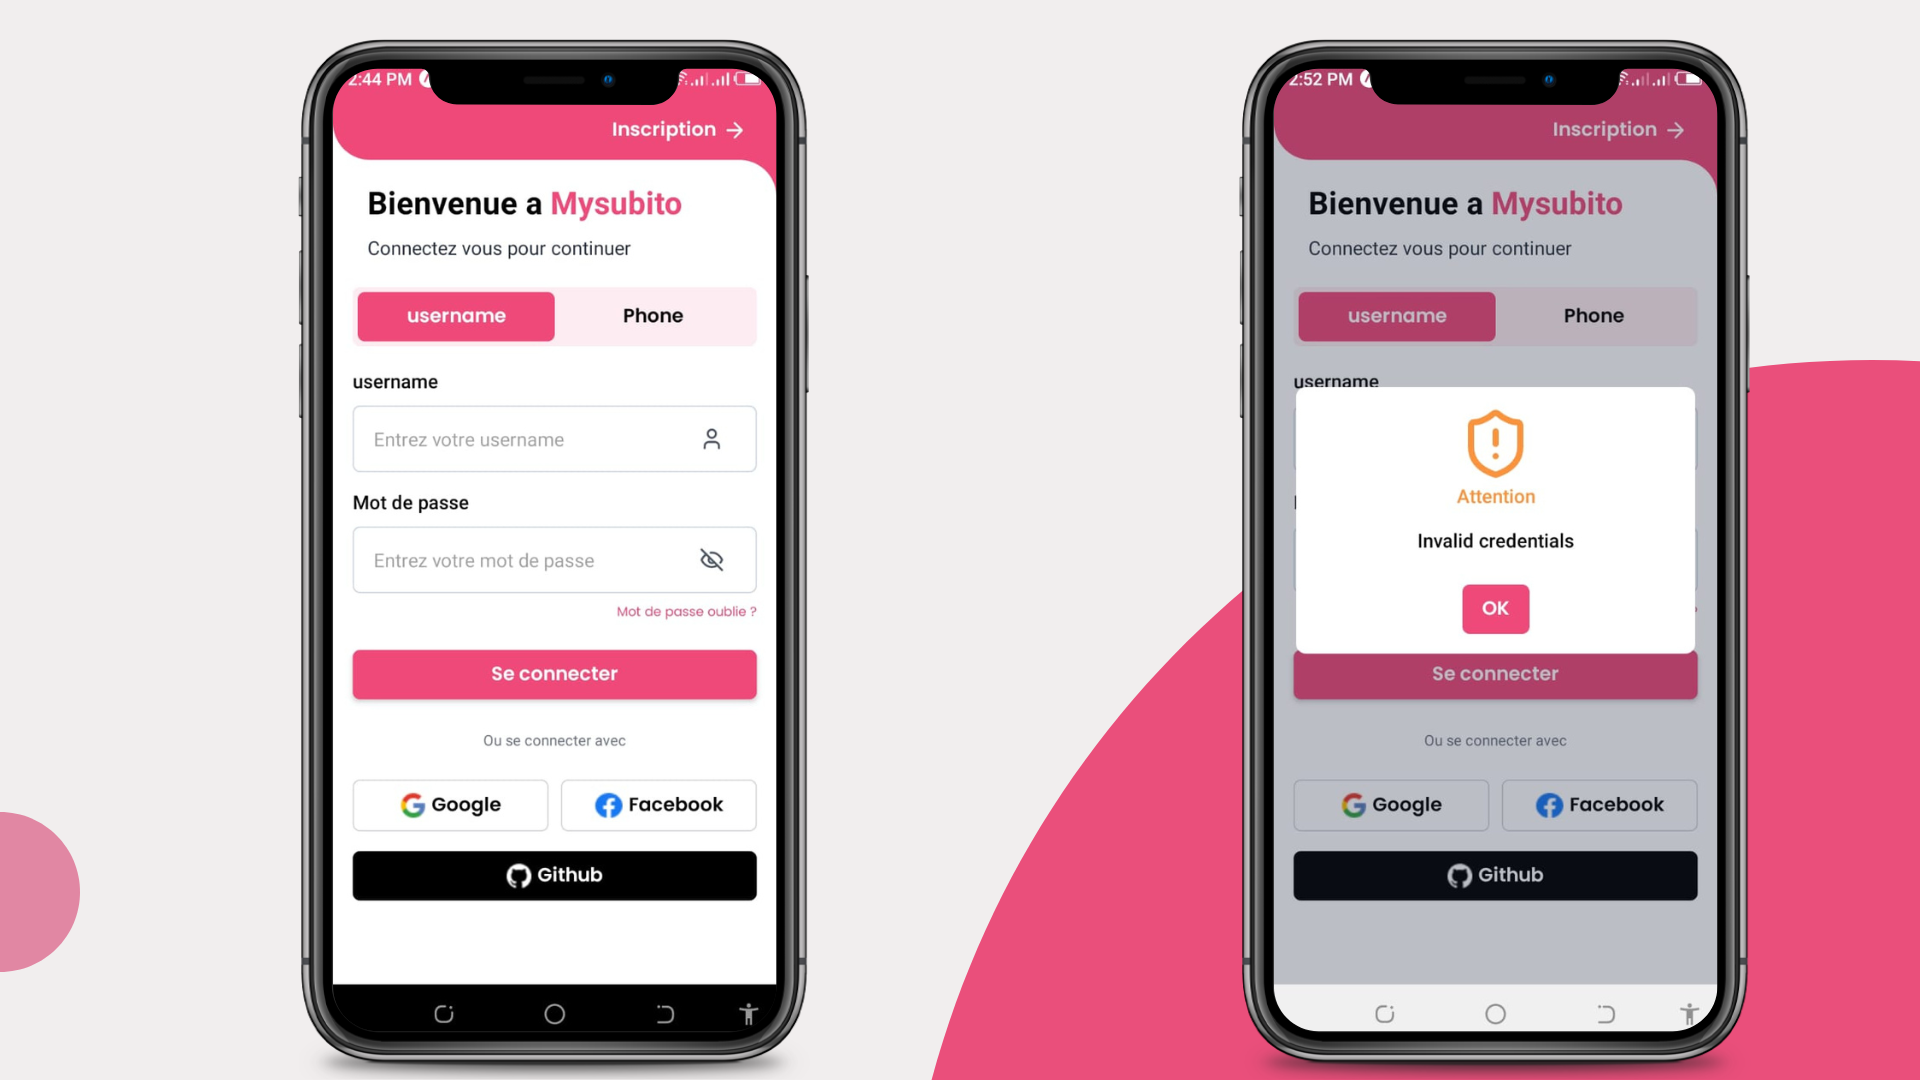 2:44 PM
Inscription →
Bienvenue a Mysubito
Connectez vous pour continuer
username
Phone
username
Entrez votre username
Mot de passe
Entrez votre mot de passe
Mot de passe oublie ?
Se connecter
Ou se connecter avec
Google
Facebook
Github
2:52 PM
Inscription →
Bienvenue a Mysubito
Connectez vous pour continuer
username
Phone
username
Attention
Invalid credentials
OK
Se connecter
Ou se connecter avec
Google
Facebook
Github